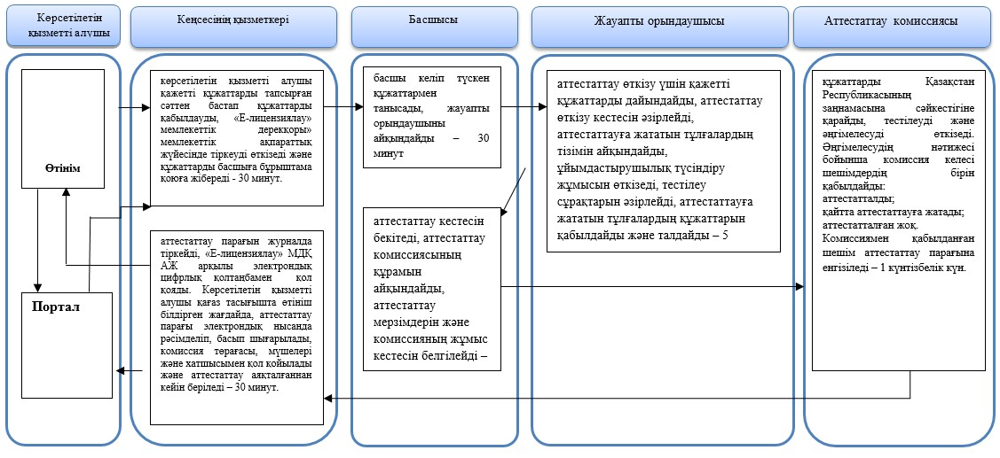 Көрсетілетін
қызметті алушы
Кеңсесінің қызметкері
Басшысы
Жауапты орындаушысы
Аттестаттау комиссиясы
Өтінім
Портал
көрсетілетін қызметті алушы
қажетті құжаттарды тапсырған
сәттен бастап құжаттарды
қабылдауды, «Е-лицензиялау»
мемлекеттік дерекқоры»
мемлекеттік ақпараттық
жүйесінде тіркеуді өткізеді және
құжаттарды басшыға бұрыштама
қоюға жібереді - 30 минут.
аттестаттау парағын журналда
тіркейді, «Е-лицензиялау» МДҚ
АЖ арқылы электрондық
цифрлық қолтаңбамен қол
қояды. Көрсетілетін қызметті
алушы қағаз тасығышта өтініш
білдірген жағдайда, аттестаттау
парағы электрондық нысанда
рәсімделіп, басып шығарылады,
комиссия төрағасы, мүшелері
және хатшысымен қол қойылады
және аттестаттау аяқталғаннан
кейін беріледі – 30 минут.
басшы келіп түскен
құжаттармен
танысады, жауапты
орындаушыны
айқындайды – 30
минут
аттестаттау кестесін
бекітеді, аттестаттау
комиссиясының
құрамын
айқындайды,
аттестаттау
мерзімдерін және
комиссияның жұмыс
кестесін белгілейді –
аттестаттау өткізу үшін қажетті
құжаттарды дайындайды, аттестаттау
өткізу кестесін әзірлейді,
аттестаттауға жататын тұлғалардың
тізімін айқындайды,
ұйымдастырушылық түсіндіру
жұмысын өткізеді, тестілеу
сұрақтарын әзірлейді, аттестаттауға
жататын тұлғалардың құжаттарын
қабылдайды және талдайды – 5
құжаттарды Қазақстан
Республикасының
заңнамасына сәйкестігіне
қарайды, тестілеуді және
әңгімелесуді өткізеді.
Әңгімелесудің нәтижесі
бойынша комиссия келесі
шешімдердің бірін
қабылдайды:
аттестатталды;
қайтта аттестаттауға жатады;
аттестатталған жоқ.
Комиссиямен қабылданған
шешім аттестаттау парағына
енгізіледі – 1 күнтізбелік күн.